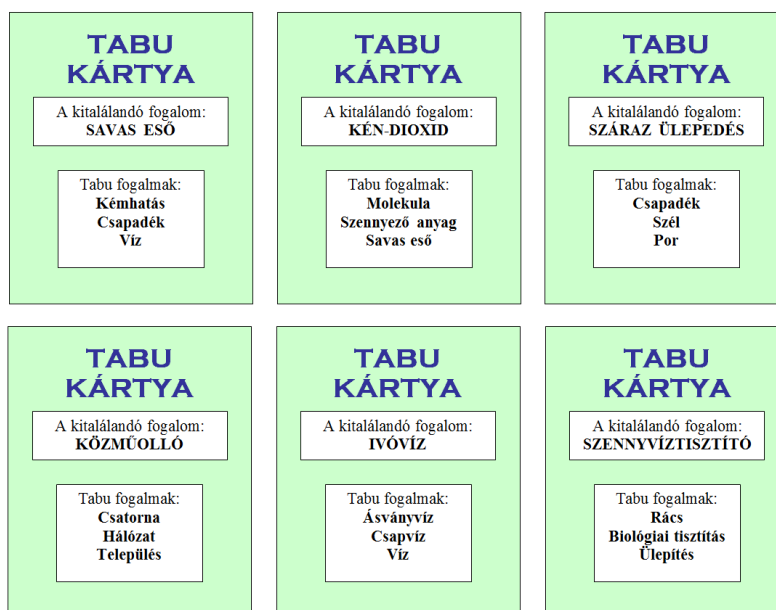 TABU
KÁRTYA
A kitalálandó fogalom:
SAVAS ESŐ
Tabu fogalmak:
Kémhatás
Csapadék
Víz
TABU
KÁRTYA
A kitalálandó fogalom:
KÉN-DIOXID
Tabu fogalmak:
Molekula
Szennyező anyag
Savas eső
TABU
KÁRTYA
A kitalálandó fogalom:
SZÁRAZ ÜLEPEDÉS
Tabu fogalmak:
Csapadék
Szél
Por
TABU
KÁRTYA
A kitalálandó fogalom:
KÖZMŰOLLÓ
Tabu fogalmak:
Csatorna
Hálózat
Település
TABU
KÁRTYA
A kitalálandó fogalom:
IVÓVÍZ
Tabu fogalmak:
Ásványvíz
Csapvíz
Víz
TABU
KÁRTYA
A kitalálandó fogalom:
SZENNYVÍZTISZTÍTÓ
Tabu fogalmak:
Rács
Biológiai tisztítás
Ülepítés